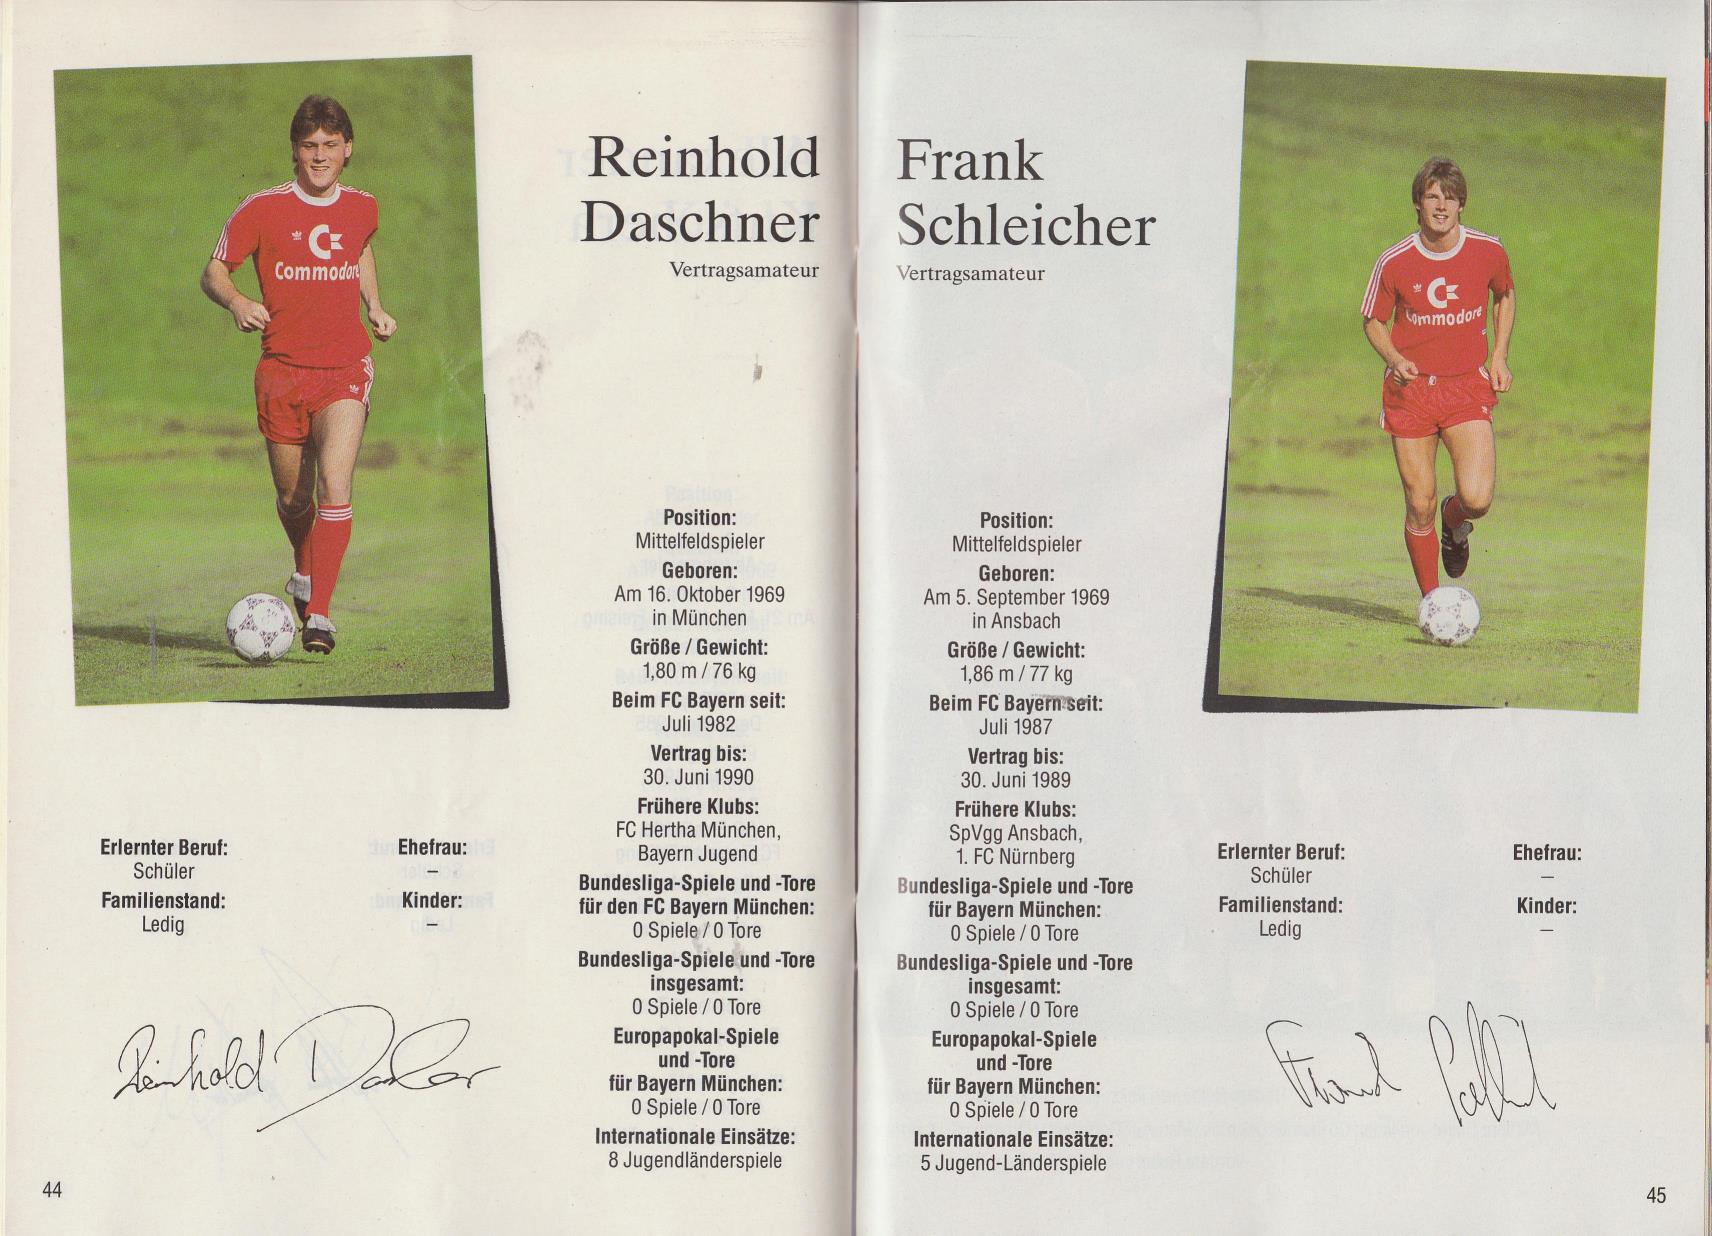 Reinhold
Daschner
Vertragsamateur
Commodore
Position:
Mittelfeldspieler
Geboren:
Am 16. Oktober 1969
in München
Größe / Gewicht:
1,80 m / 76 kg
Beim FC Bayern seit:
Juli 1982
Vertrag bis:
30. Juni 1990
Frühere Klubs:
FC Hertha München,
Bayern Jugend
Bundesliga-Spiele und -Tore
für den FC Bayern München:
0 Spiele / 0 Tore
Bundesliga-Spiele und -Tore
insgesamt:
0 Spiele / 0 Tore
Europapokal-Spiele
und -Tore
für Bayern München:
0 Spiele / 0 Tore
Internationale Einsätze:
8 Jugendländerspiele
Erlernter Beruf:
Schüler
Familienstand:
Ledig
Ehefrau:
–
Kinder:
–
Reinhold Daschner
44
Frank
Schleicher
Vertragsamateur
Commodore
Position:
Mittelfeldspieler
Geboren:
Am 5. September 1969
in Ansbach
Größe / Gewicht:
1,86 m / 77 kg
Beim FC Bayern seit:
Juli 1987
Vertrag bis:
30. Juni 1989
Frühere Klubs:
SpVgg Ansbach,
1. FC Nürnberg
Bundesliga-Spiele und -Tore
für Bayern München:
0 Spiele / 0 Tore
Bundesliga-Spiele und -Tore
insgesamt:
0 Spiele / 0 Tore
Europapokal-Spiele
und -Tore
für Bayern München:
0 Spiele / 0 Tore
Internationale Einsätze:
5 Jugend-Länderspiele
Erlernter Beruf:
Schüler
Familienstand:
Ledig
Ehefrau:
–
Kinder:
–
Frank
45